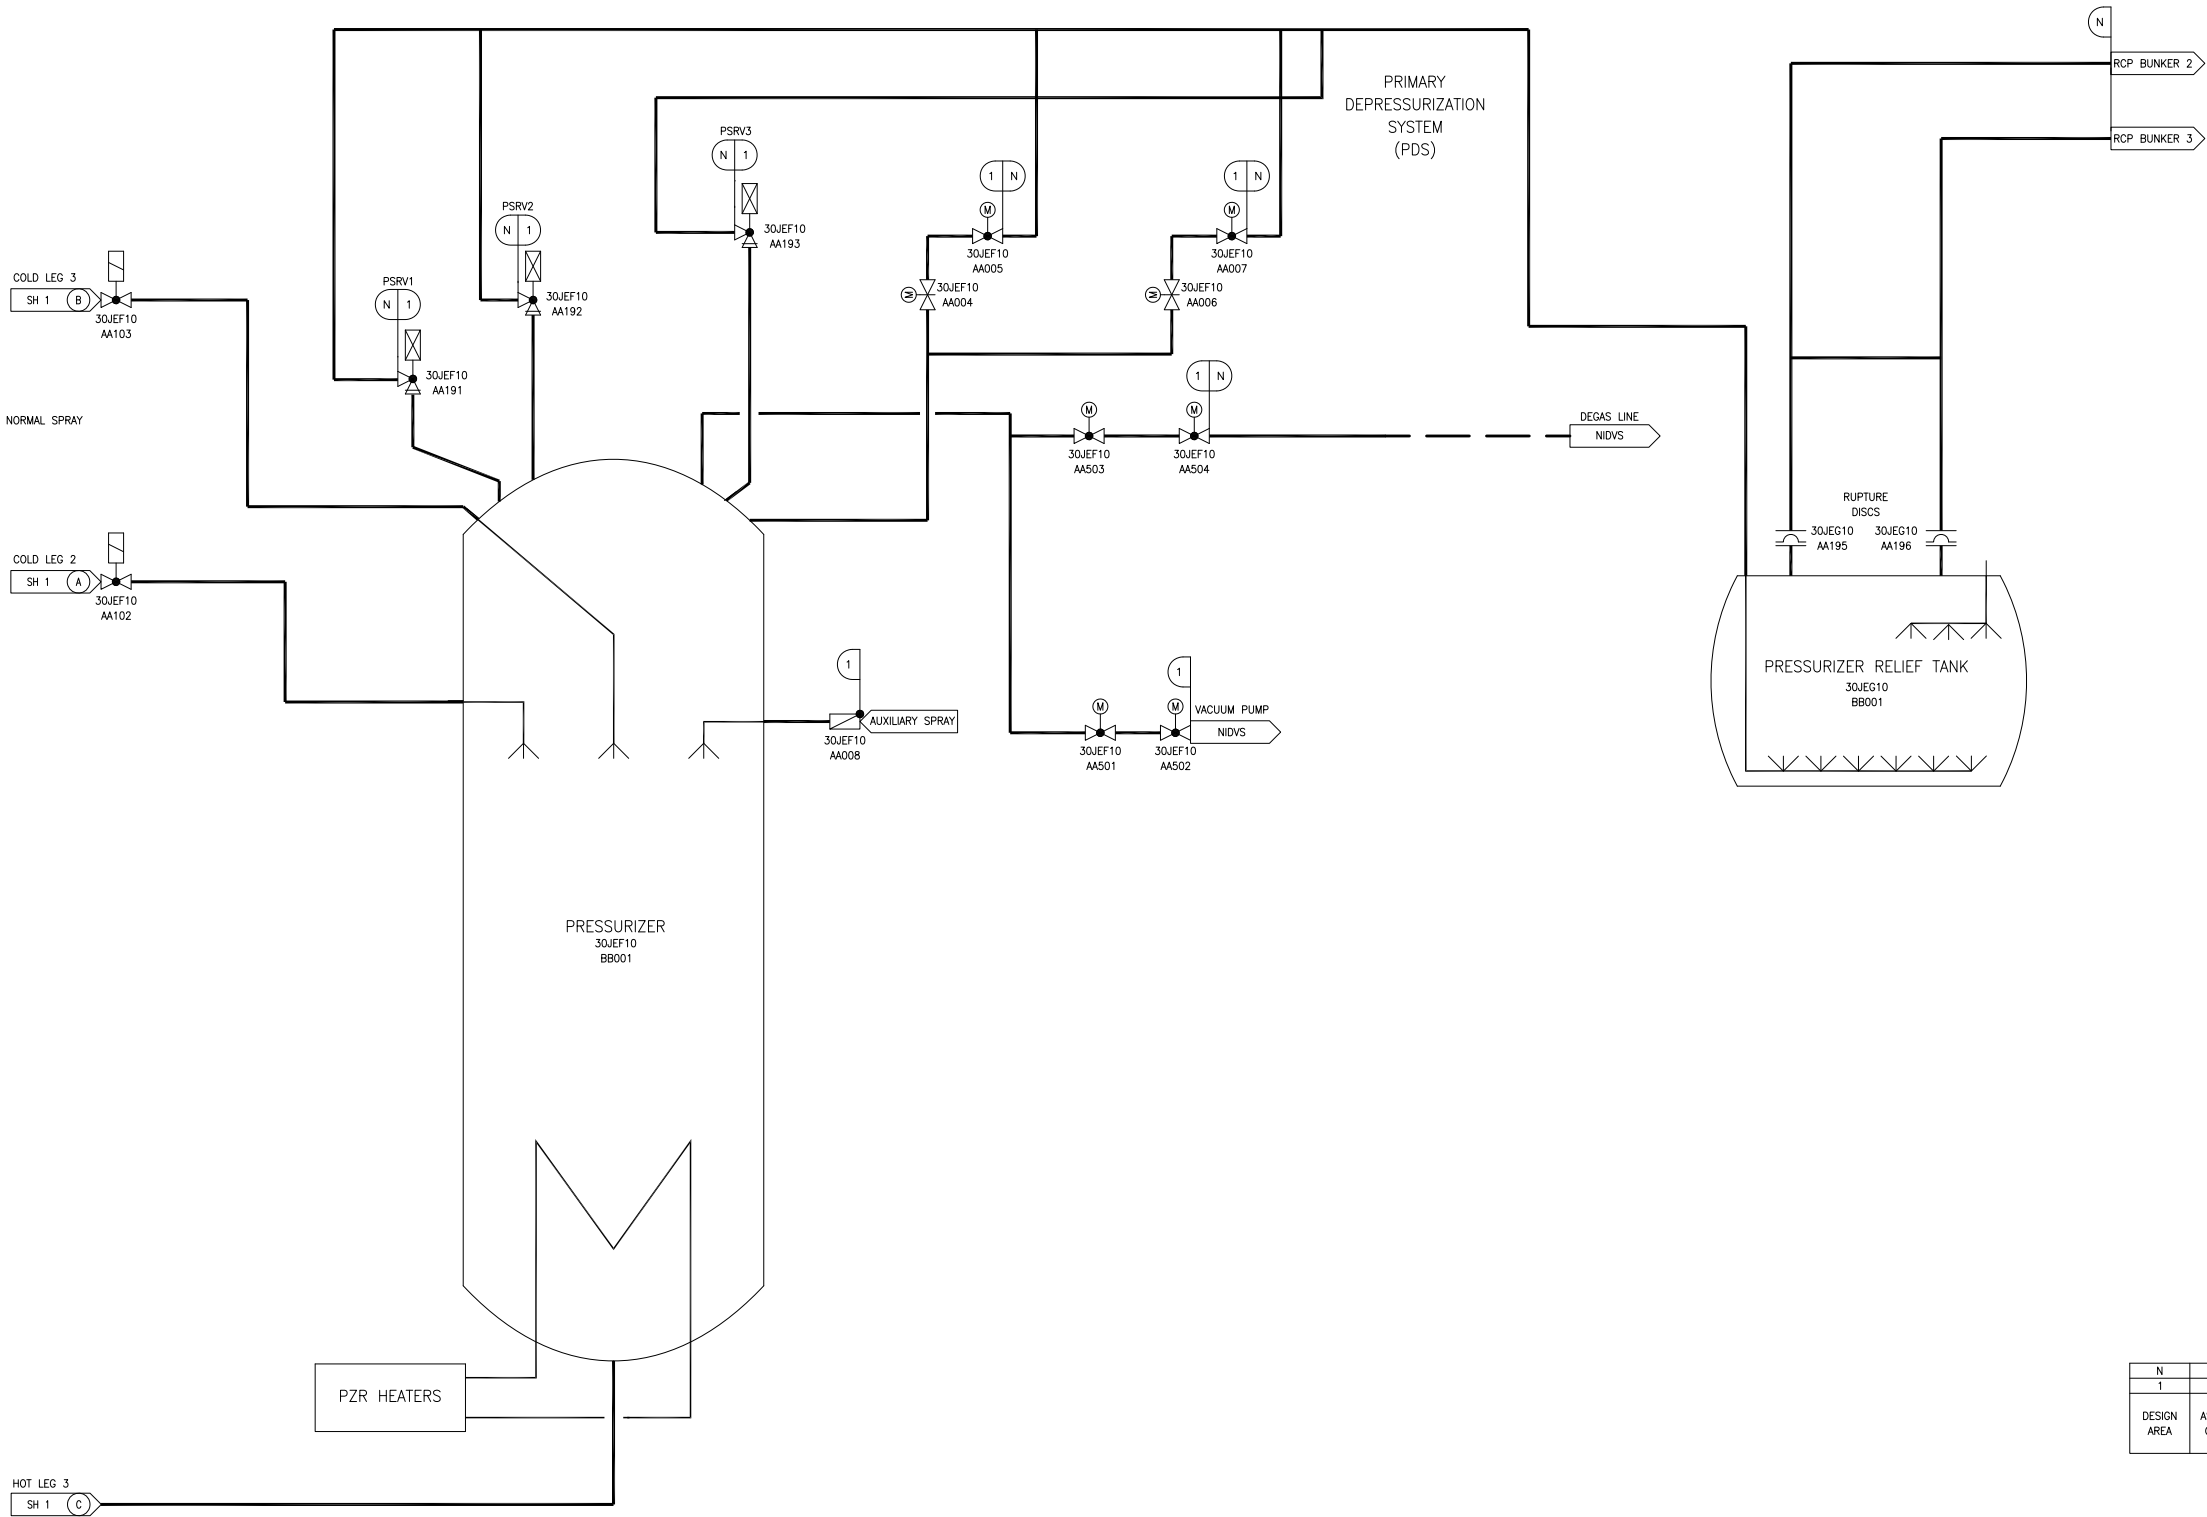 N
RCP BUNKER 2
RCP BUNKER 3
PRIMARY
DEPRESSURIZATION
SYSTEM
(PDS)
PSRV3
N 1
30JEF10
AA193
PSRV2
N 1
30JEF10
AA192
PSRV1
N 1
30JEF10
AA191
1 N
M
30JEF10
AA005
M
30JEF10
AA004
1 N
M
30JEF10
AA007
M
30JEF10
AA006
COLD LEG 3
SH 1 B
30JEF10
AA103
NORMAL SPRAY
COLD LEG 2
SH 1 A
30JEF10
AA102
1 N
M
30JEF10
AA503
M
30JEF10
AA504
DEGAS LINE
NIDVS
RUPTURE
DISCS
30JEG10
AA195
30JEG10
AA196
PRESSURIZER RELIEF TANK
30JEG10
BB001
1
AUXILIARY SPRAY
30JEF10
AA008
1
M
30JEF10
AA501
M
30JEF10
AA502
VACUUM PUMP
NIDVS
PRESSURIZER
30JEF10
BB001
PZR HEATERS
HOT LEG 3
SH 1 C
N
1
DESIGN
AREA